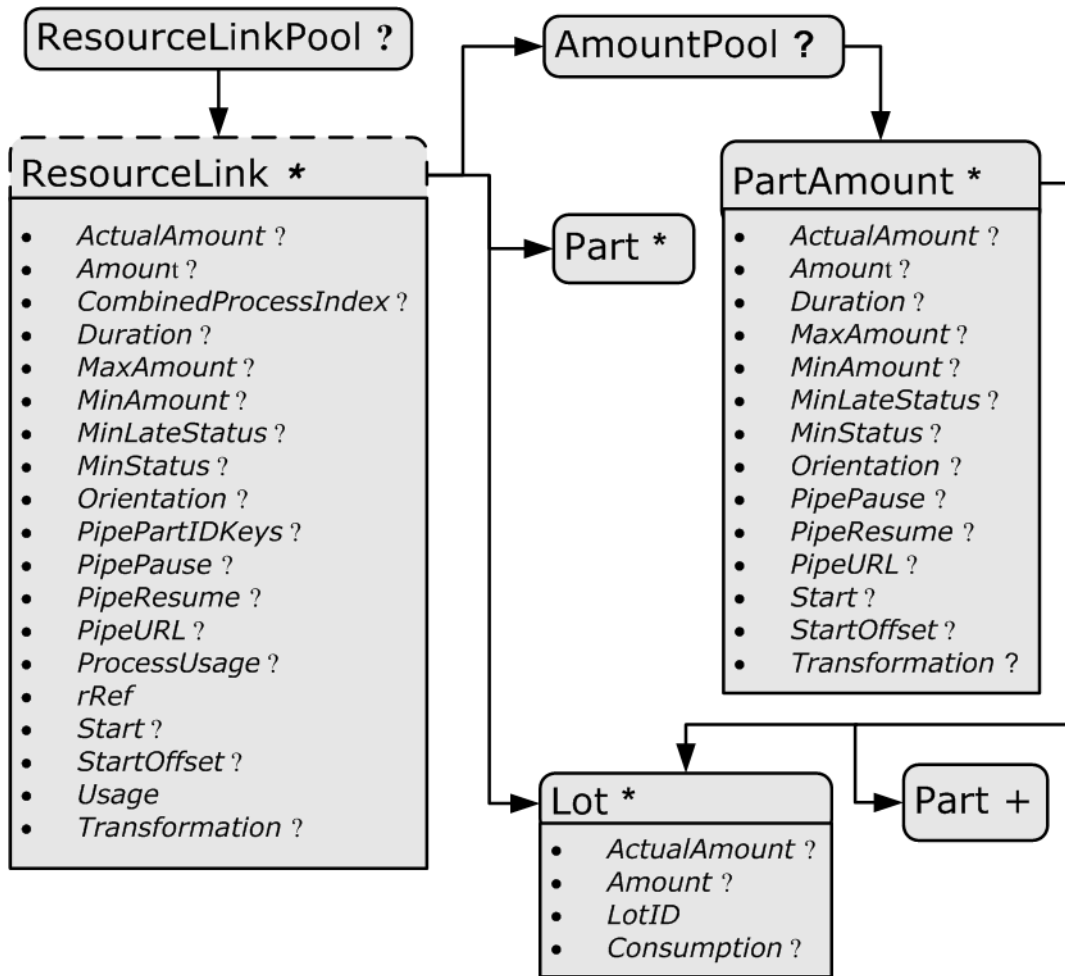 ResourceLinkPool ?
AmountPool ?
ResourceLink *
• ActualAmount ?
• Amount ?
• CombinedProcessIndex ?
• Duration ?
• MaxAmount ?
• MinAmount ?
• MinLateStatus ?
• MinStatus ?
• Orientation ?
• PipePartIDKeys ?
• PipePause ?
• PipeResume ?
• PipeURL ?
• ProcessUsage ?
• rRef
• Start ?
• StartOffset ?
• Usage
• Transformation ?
Part *
PartAmount *
• ActualAmount ?
• Amount ?
• Duration ?
• MaxAmount ?
• MinAmount ?
• MinLateStatus ?
• MinStatus ?
• Orientation ?
• PipePause ?
• PipeResume ?
• PipeURL ?
• Start ?
• StartOffset ?
• Transformation ?
Lot *
• ActualAmount ?
• Amount ?
• LotID
• Consumption ?
Part +